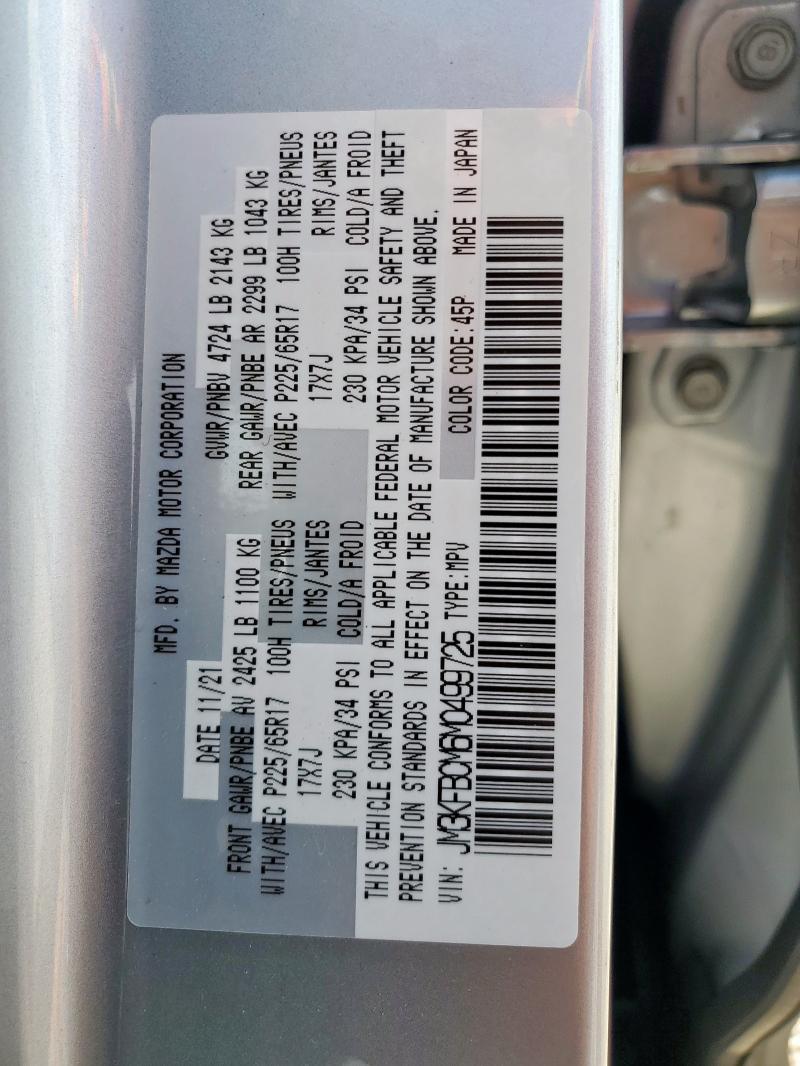 MFD. BY MAZDA MOTOR CORPORATION
DATE 11/21 GVWR/PNBV 4724 LB 2143 KG
FRONT GAWR/PNBE AV 2425 LB 1100 KG REAR GAWR/PNBE AR 2299 LB 1043 KG
WITH/AVEC P225/65R17 100H TIRES/PNEUS WITH/AVEC P225/65R17 100H TIRES/PNEUS
17X7J RIMS/JANTES 17X7J RIMS/JANTES
230 KPA/34 PSI COLD/A FROID 230 KPA/34 PSI COLD/A FROID
THIS VEHICLE CONFORMS TO ALL APPLICABLE FEDERAL MOTOR VEHICLE SAFETY AND THEFT
PREVENTION STANDARDS IN EFFECT ON THE DATE OF MANUFACTURE SHOWN ABOVE.
VIN: JM3KFBCM6M0499725 TYPE:MPV COLOR CODE:45P MADE IN JAPAN
8